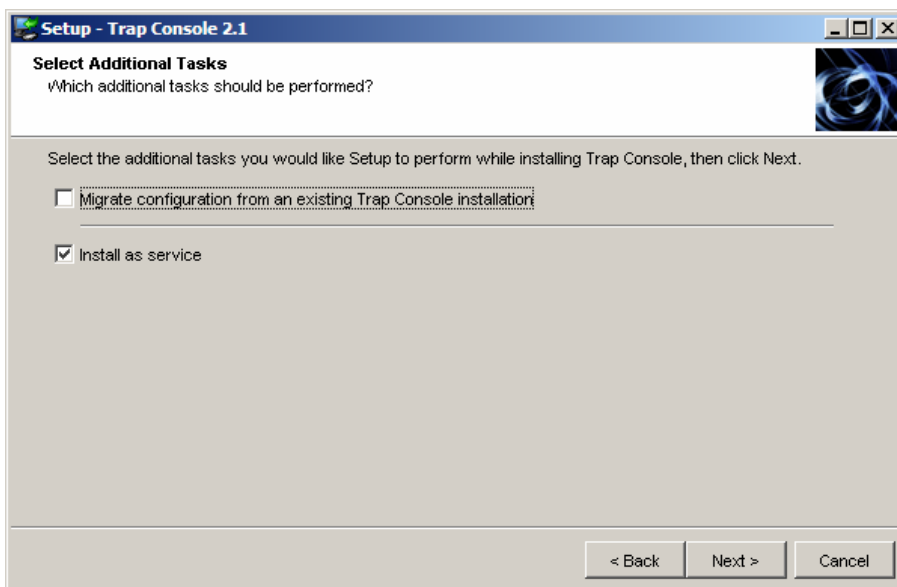 Setup - Trap Console 2.1
Select Additional Tasks
Which additional tasks should be performed?
Select the additional tasks you would like Setup to perform while installing Trap Console, then click Next.
Migrate configuration from an existing Trap Console installation
Install as service
< Back
Next >
Cancel